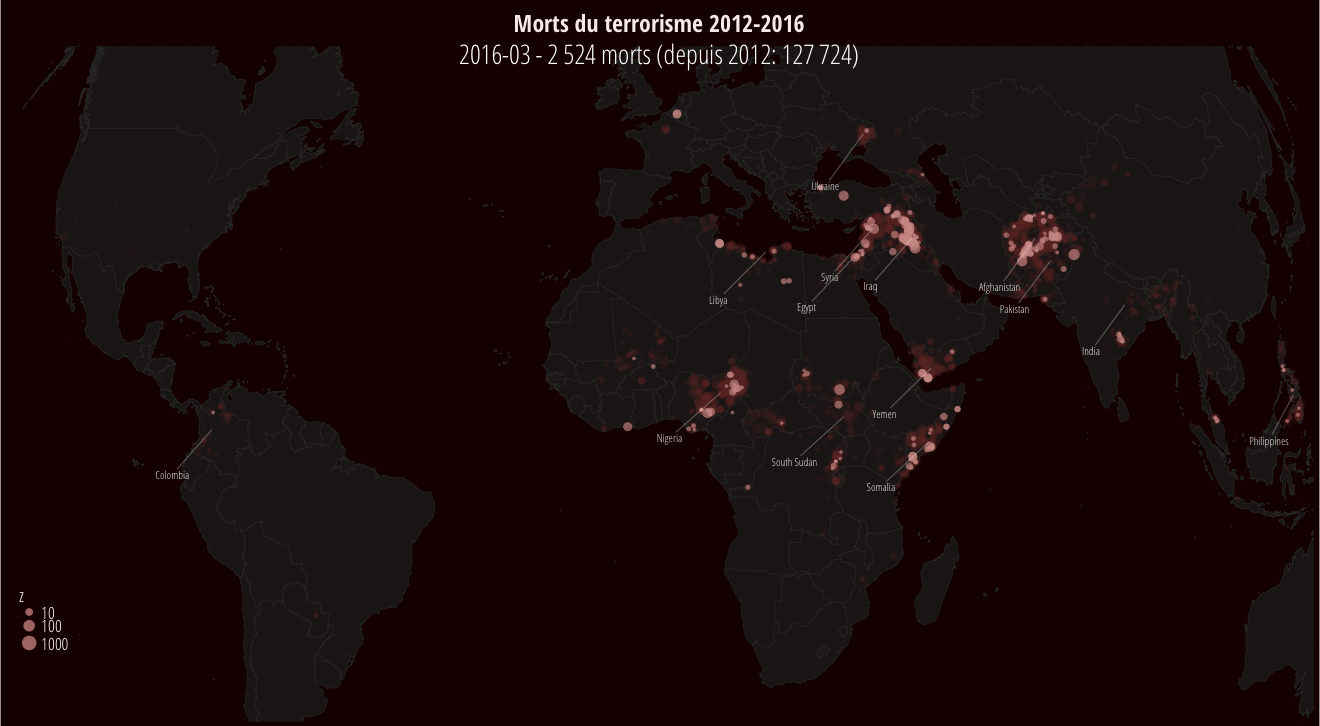 Morts du terrorisme 2012-2016
2016-03 - 2 524 morts (depuis 2012: 127 724)
Ukraine
Syria
Iraq
Libya
Egypt
Afghanistan
Pakistan
India
Yemen
Nigeria
Philippines
South Sudan
Colombia
Somalia
z
10
100
1000